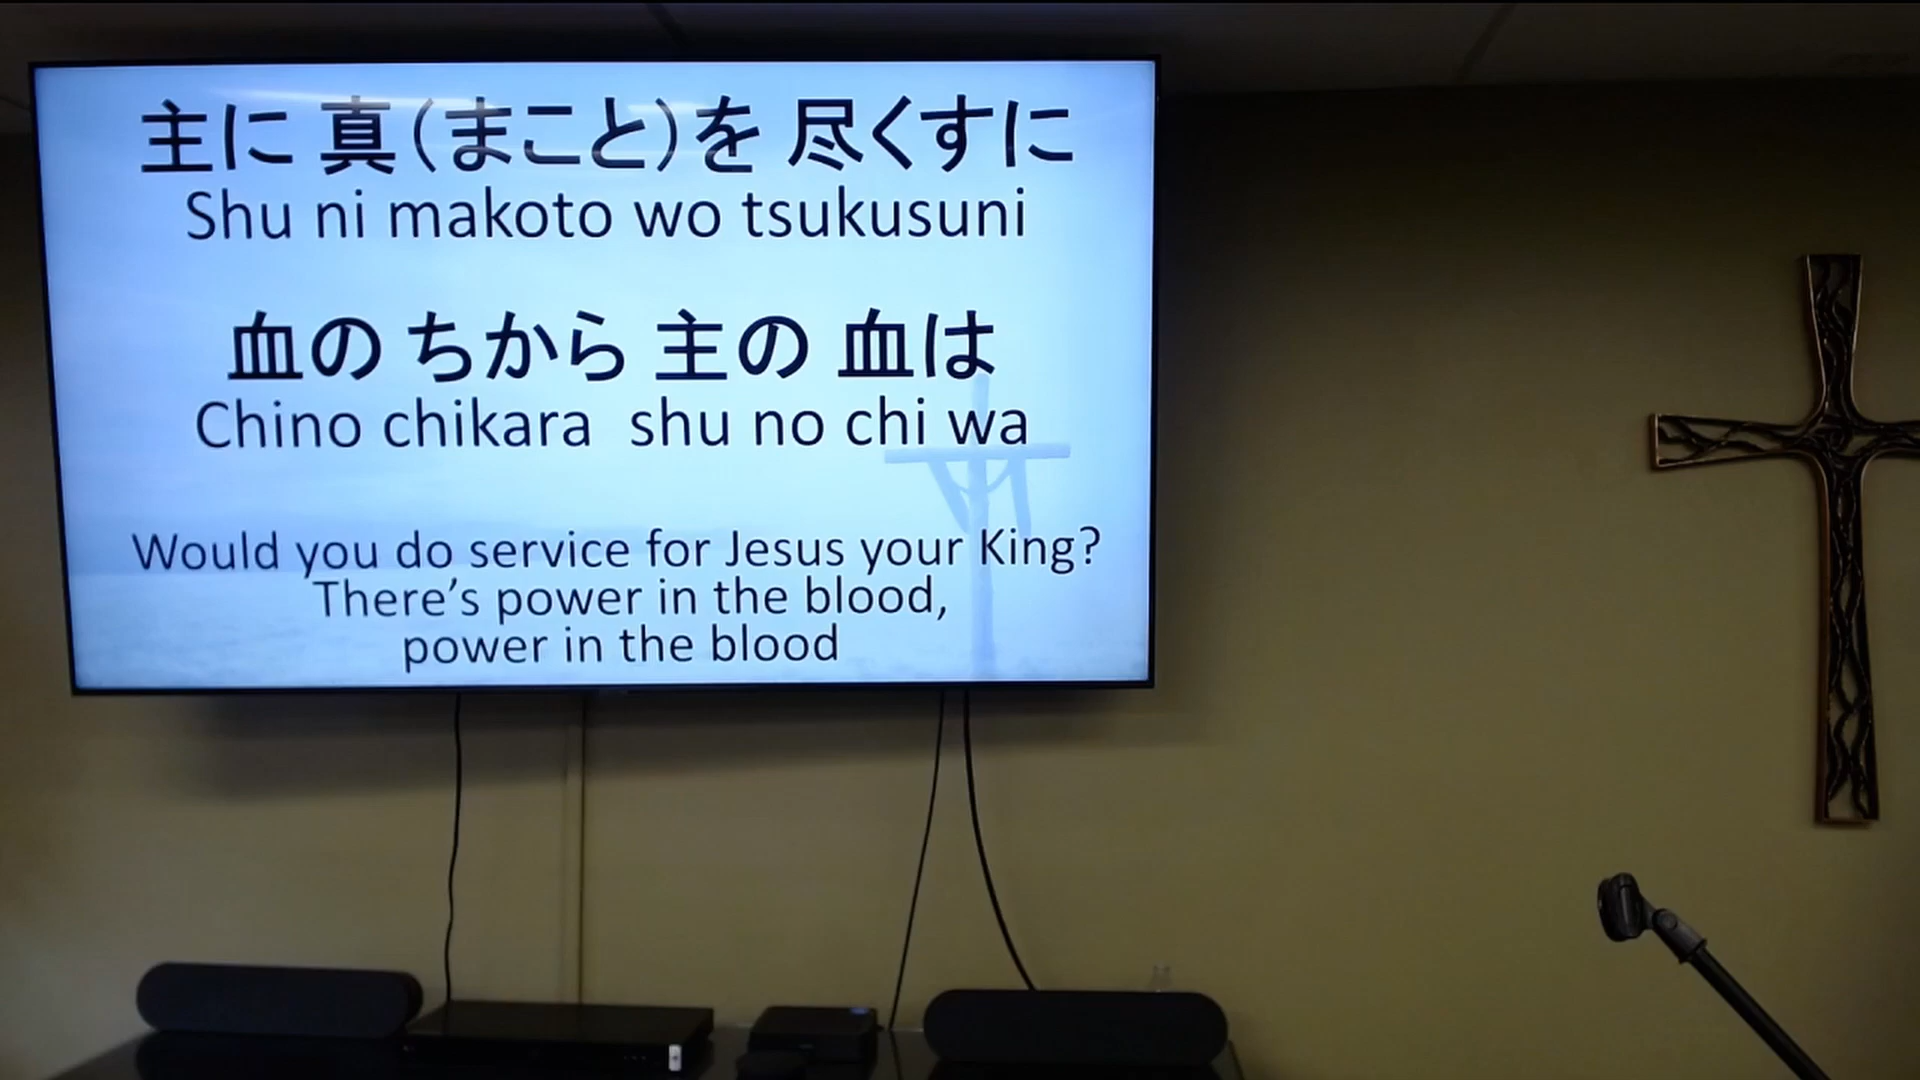 主に 真(まこと)を 尽くすに
Shu ni makoto wo tsukusuni
血の ちから 主の 血は
Chino chikara shu no chi wa
Would you do service for Jesus your King?
There’s power in the blood,
power in the blood